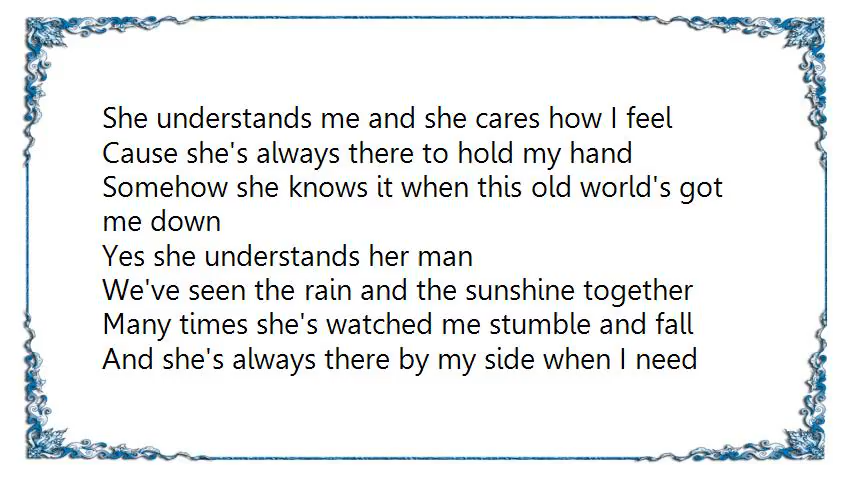 She understands me and she cares how I feel
Cause she's always there to hold my hand
Somehow she knows it when this old world's got
me down
Yes she understands her man
We've seen the rain and the sunshine together
Many times she's watched me stumble and fall
And she's always there by my side when I need